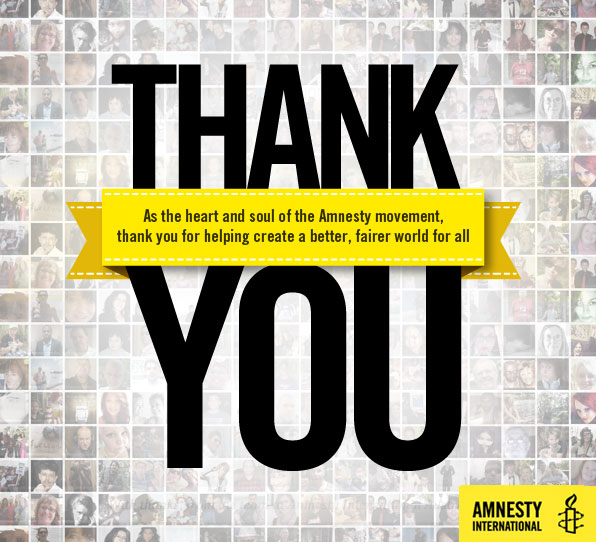 THANK
As the heart and soul of the Amnesty movement,
thank you for helping create a better, fairer world for all
YOU
AMNESTY
INTERNATIONAL